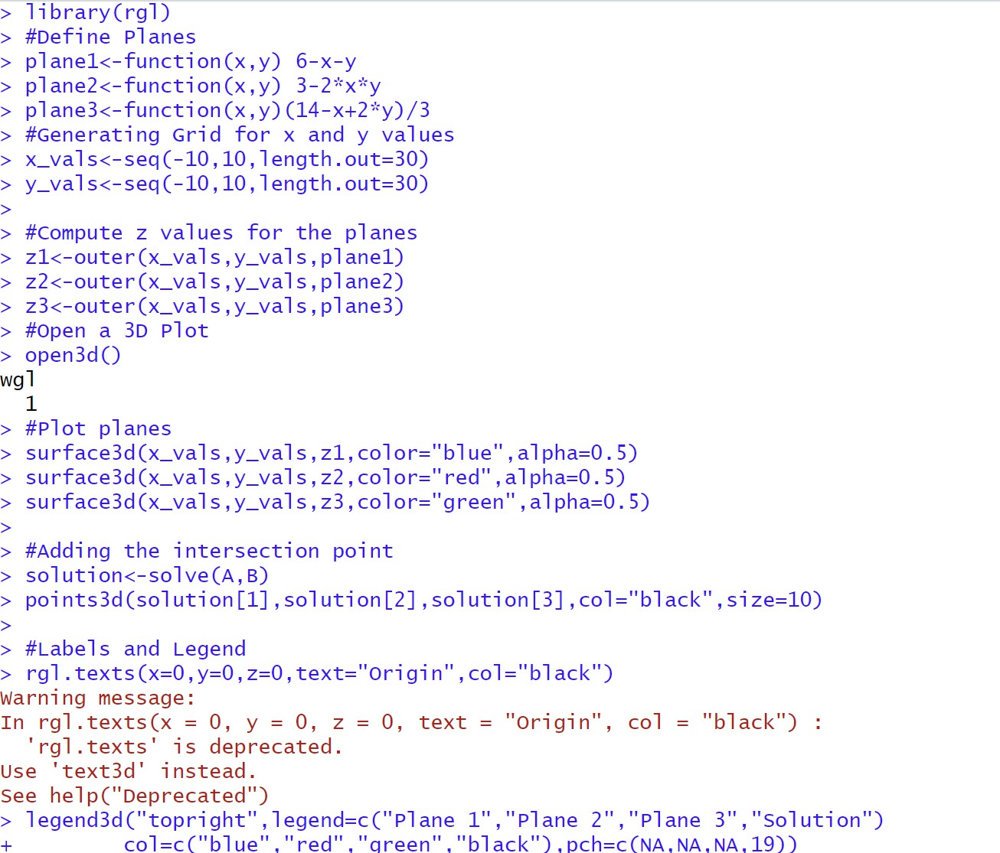 > library(rgl)
> #Define Planes
> plane1<-function(x,y) 6-x-y
> plane2<-function(x,y) 3-2*x*y
> plane3<-function(x,y)(14-x+2*y)/3
> #Generating Grid for x and y values
> x_vals<-seq(-10,10,length.out=30)
> y_vals<-seq(-10,10,length.out=30)
>
> #Compute z values for the planes
> z1<-outer(x_vals,y_vals,plane1)
> z2<-outer(x_vals,y_vals,plane2)
> z3<-outer(x_vals,y_vals,plane3)
> #Open a 3D Plot
> open3d()
wgl
  1
> #Plot planes
> surface3d(x_vals,y_vals,z1,color="blue",alpha=0.5)
> surface3d(x_vals,y_vals,z2,color="red",alpha=0.5)
> surface3d(x_vals,y_vals,z3,color="green",alpha=0.5)
>
> #Adding the intersection point
> solution<-solve(A,B)
> points3d(solution[1],solution[2],solution[3],col="black",size=10)
>
> #Labels and Legend
> rgl.texts(x=0,y=0,z=0,text="Origin",col="black")
Warning message:
In rgl.texts(x = 0, y = 0, z = 0, text = "Origin", col = "black") :
  'rgl.texts' is deprecated.
Use 'text3d' instead.
See help("Deprecated")
> legend3d("topright",legend=c("Plane 1","Plane 2","Plane 3","Solution")
+         col=c("blue","red","green","black"),pch=c(NA,NA,NA,19))